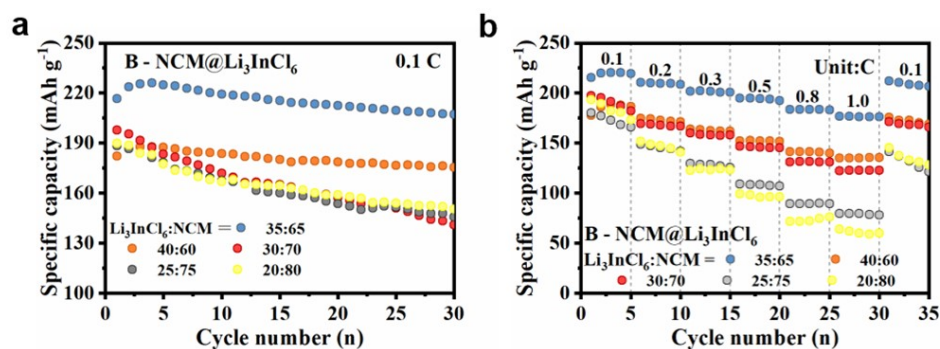 a
250
220
190
160
130
100
Specific capacity (mAh g⁻¹)
B - NCM@Li₃InCl₆ 0.1 C
Li₃InCl₆:NCM = 35:65
40:60 30:70
25:75 20:80
0 5 10 15 20 25 30
Cycle number (n)
b
250
200
150
100
50
0
Specific capacity (mAh g⁻¹)
0.1 0.2 0.3 0.5 0.8 1.0 0.1
Unit:C
B - NCM@Li₃InCl₆
Li₃InCl₆:NCM = 35:65 40:60
30:70 25:75 20:80
0 5 10 15 20 25 30 35
Cycle number (n)